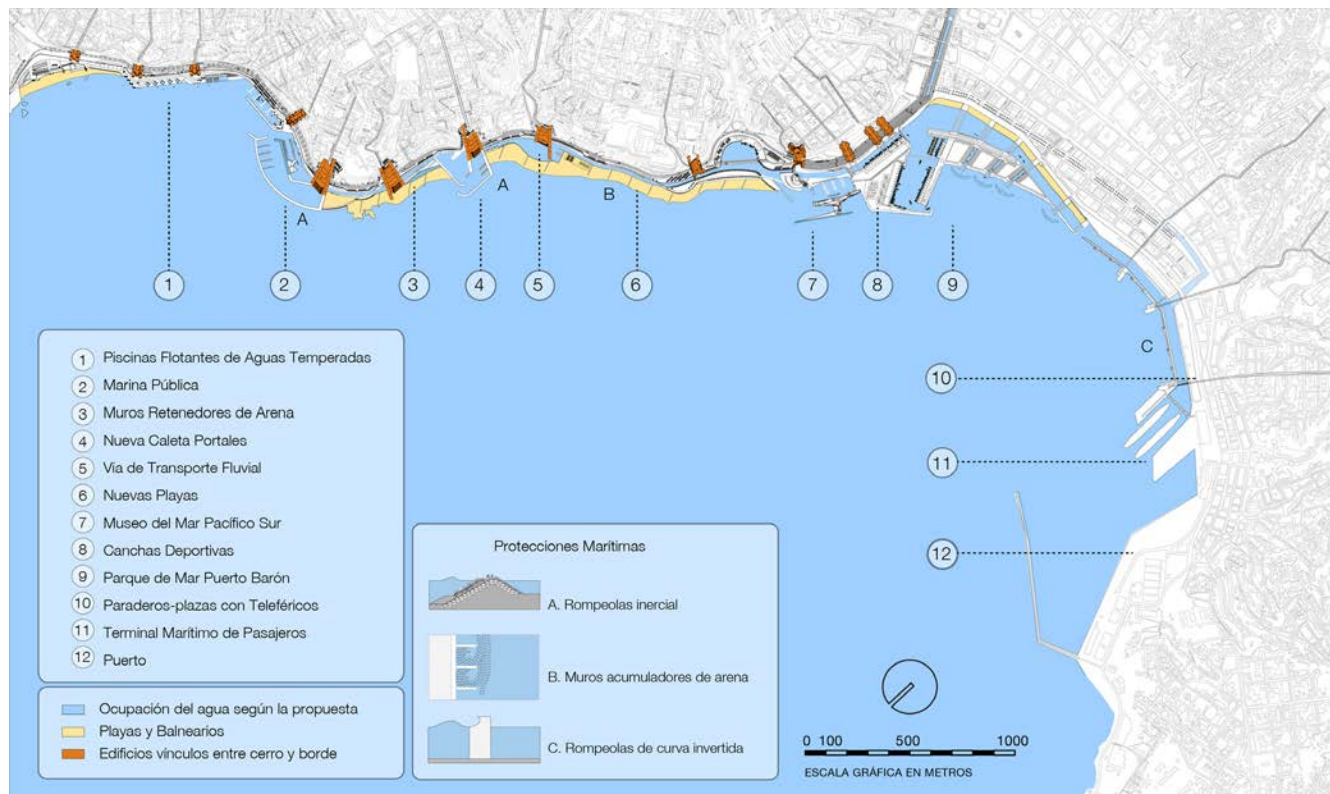 A
A
B
1
2
3
4
5
6
7
8
9
C
10
11
12
1 Piscinas Flotantes de Aguas Temperadas
2 Marina Pública
3 Muros Retenedores de Arena
4 Nueva Caleta Portales
5 Vía de Transporte Fluvial
6 Nuevas Playas
7 Museo del Mar Pacífico Sur
8 Canchas Deportivas
9 Parque de Mar Puerto Barón
10 Paraderos-plazas con Teleféricos
11 Terminal Marítimo de Pasajeros
12 Puerto
Ocupación del agua según la propuesta
Playas y Balnearios
Edificios vínculos entre cerro y borde
Protecciones Marítimas
A. Rompeolas inercial
B. Muros acumuladores de arena
C. Rompeolas de curva invertida
0 100 500 1000
ESCALA GRÁFICA EN METROS